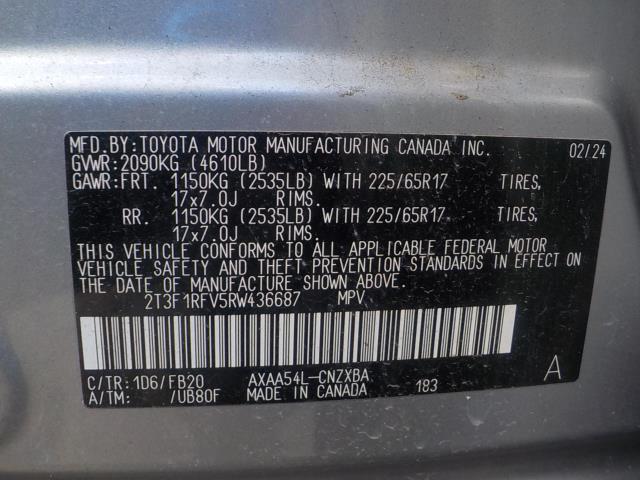 MFD.BY:TOYOTA MOTOR MANUFACTURING CANADA INC. 02/24
GVWR:2090KG (4610LB)
GAWR:FRT. 1150KG (2535LB) WITH 225/65R17 TIRES,
17x7.0J RIMS.
RR. 1150KG (2535LB) WITH 225/65R17 TIRES,
17x7.0J RIMS.
THIS VEHICLE CONFORMS TO ALL APPLICABLE FEDERAL MOTOR
VEHICLE SAFETY AND THEFT PREVENTION STANDARDS IN EFFECT ON
THE DATE OF MANUFACTURE SHOWN ABOVE.
2T3F1RFV5RW436687 MPV
C/TR:1D6/FB20 AXAA54L-CNZXBA
A/TM: /UB80F MADE IN CANADA 183 A